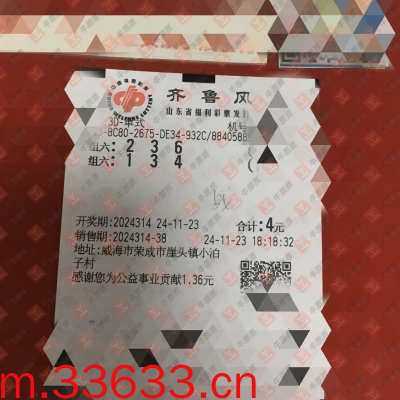 齐鲁风
山东省福利彩票发
3D-单式
8C80-2675-DE34-932C/8840588
组六: 2 3 6
组六: 1 3 4
开奖期:2024314 24-11-23 合计:4元
销售期:2024314-38 24-11-23 18:18:32
地址:威海市荣成市崖头镇小泊
子村
感谢您为公益事业贡献1.36元
m.33633.cn